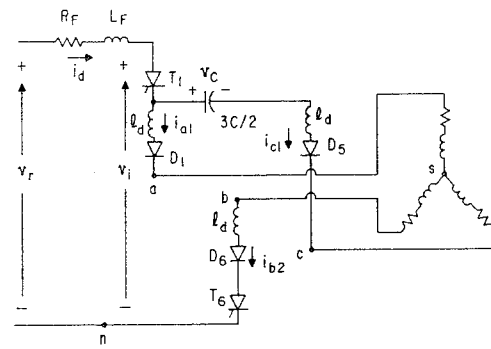 R_F L_F
+ i_d + T_1 + v_C −
l_d i_a1 3C/2 l_d
D_1 i_c1 D_5
v_r v_i a s
b
l_d c
D_6 i_b2
− − T_6
n